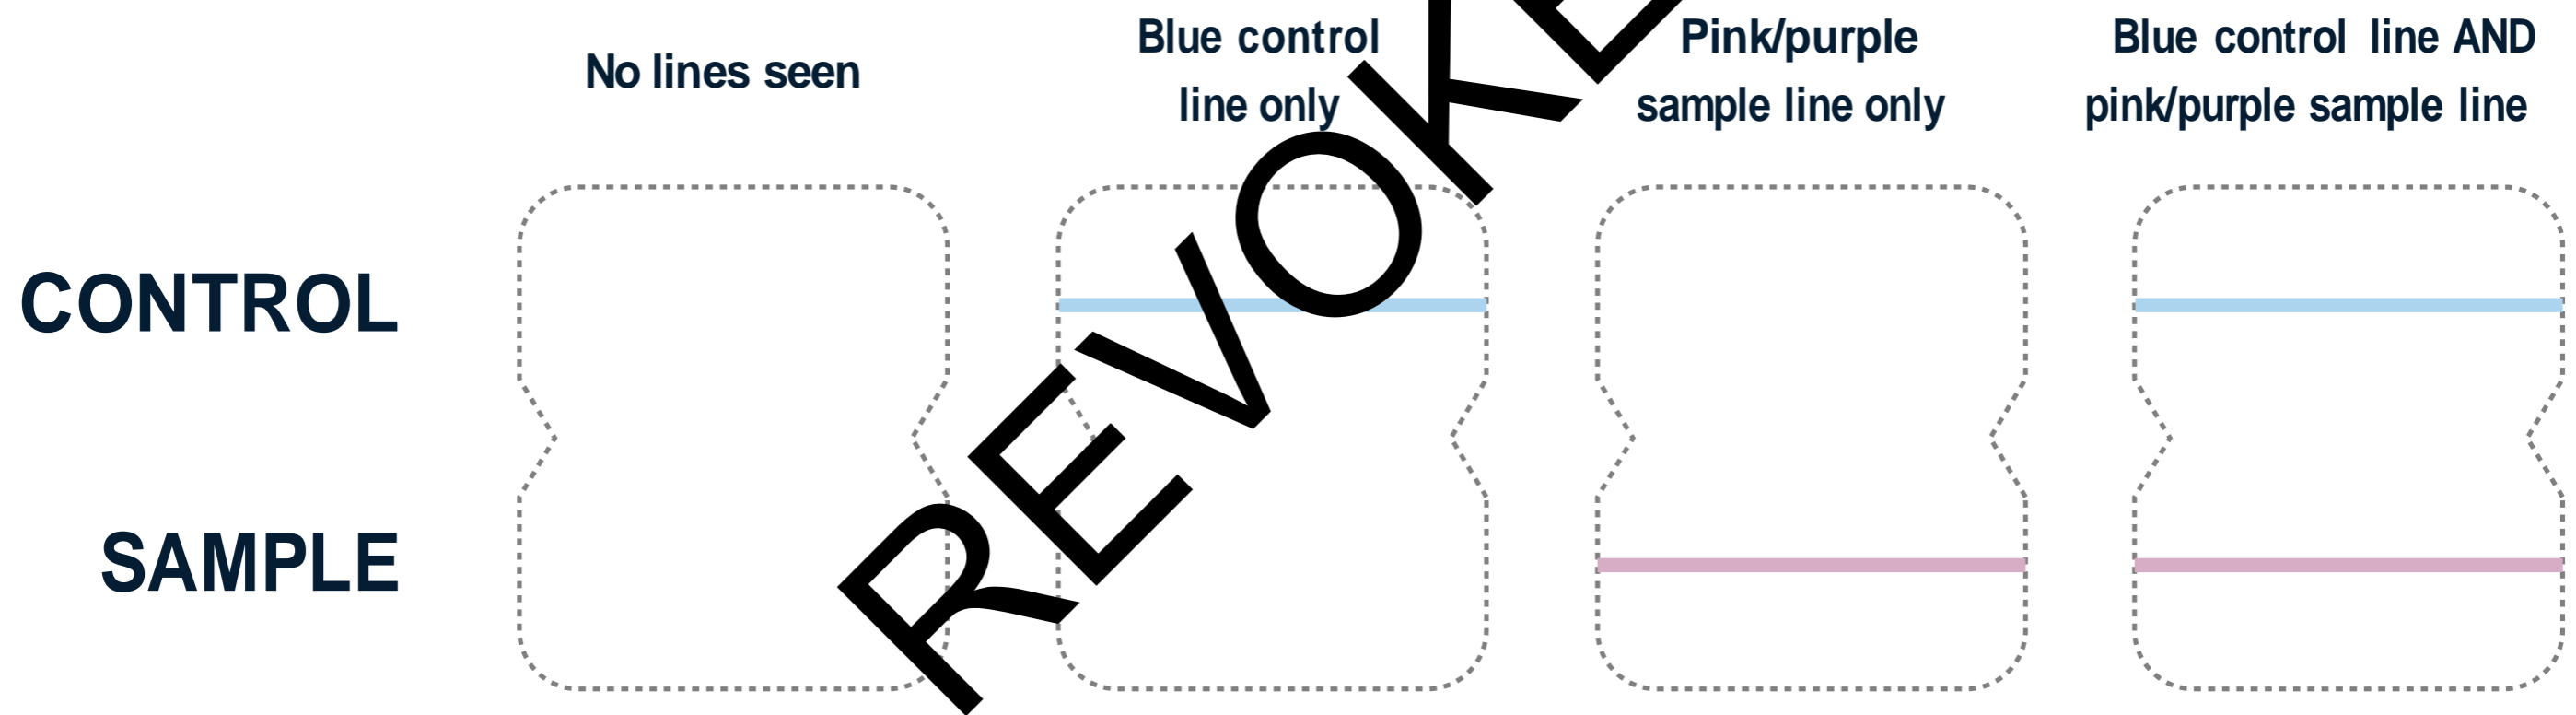 No lines seen
Blue control
line only
Pink/purple
sample line only
Blue control line AND
pink/purple sample line
CONTROL
SAMPLE
REVOKE